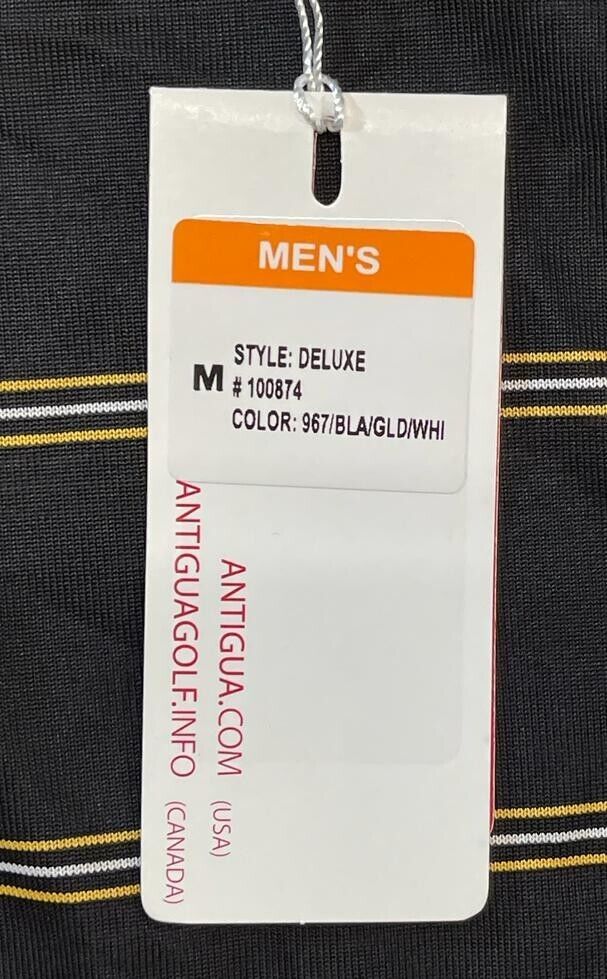 MEN'S
M
STYLE: DELUXE
# 100874
COLOR: 967/BLA/GLD/WHI
ANTIGUA.COM (USA)
ANTIGUAGOLF.INFO (CANADA)